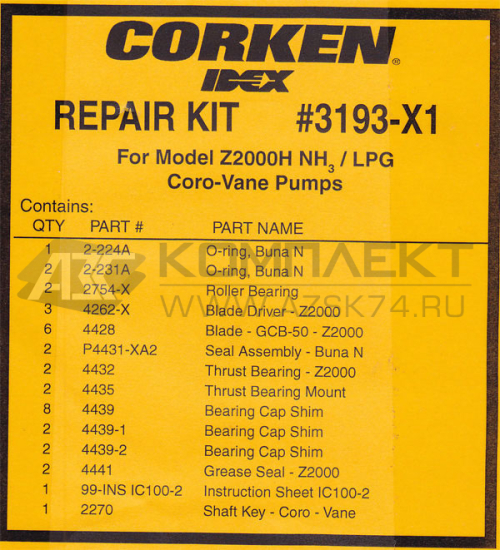 CORKEN®
IDEX
REPAIR KIT #3193-X1
For Model Z2000H NH3 / LPG
Coro-Vane Pumps
Contains:
QTY PART # PART NAME
1 2-224A O-ring, Buna N
2 2-231A O-ring, Buna N
2 2754-X Roller Bearing
3 4262-X Blade Driver - Z2000
6 4428 Blade - GCB-50 - Z2000
2 P4431-XA2 Seal Assembly - Buna N
2 4432 Thrust Bearing - Z2000
2 4435 Thrust Bearing Mount
8 4439 Bearing Cap Shim
2 4439-1 Bearing Cap Shim
2 4439-2 Bearing Cap Shim
2 4441 Grease Seal - Z2000
1 99-INS IC100-2 Instruction Sheet IC100-2
1 2270 Shaft Key - Coro - Vane
КОМПЛЕКТ
WWW.AZSK74.RU